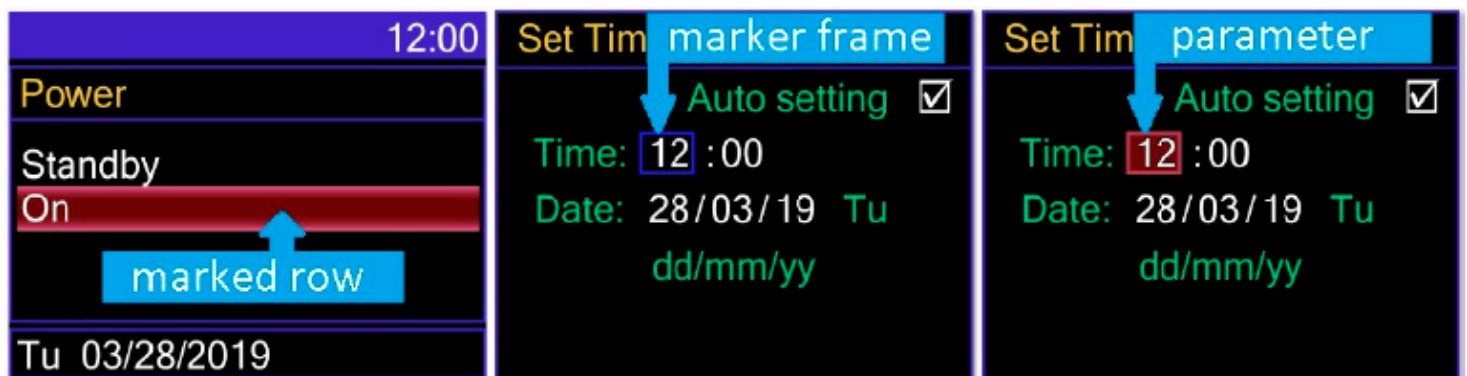 12:00
Power
Standby
On
marked row
Tu 03/28/2019
Set Tim
marker frame
Auto setting
Time: 12 :00
Date: 28/03/19 Tu
dd/mm/yy
Set Tim
parameter
Auto setting
Time: 12 :00
Date: 28/03/19 Tu
dd/mm/yy